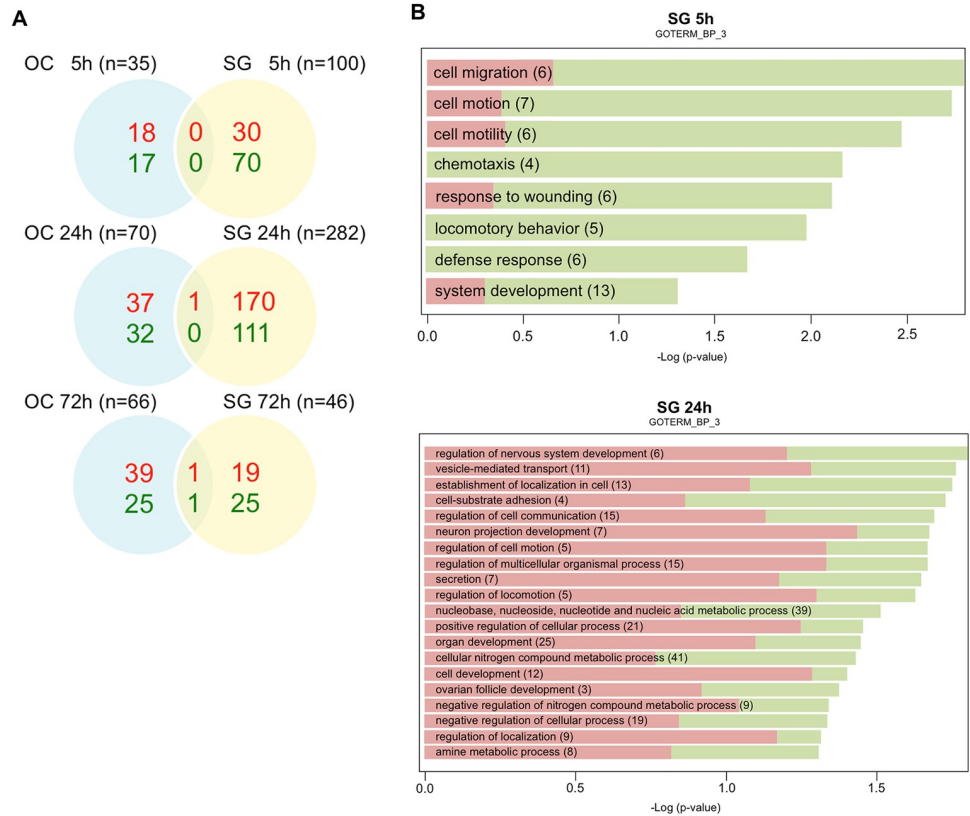 A
OC 5h (n=35) SG 5h (n=100)
18 0 30
17 0 70
OC 24h (n=70) SG 24h (n=282)
37 1 170
32 0 111
OC 72h (n=66) SG 72h (n=46)
39 1 19
25 1 25
B
SG 5h
GOTERM_BP_3
cell migration (6)
cell motion (7)
cell motility (6)
chemotaxis (4)
response to wounding (6)
locomotory behavior (5)
defense response (6)
system development (13)
0.0 0.5 1.0 1.5 2.0 2.5
-Log (p-value)
SG 24h
GOTERM_BP_3
regulation of nervous system development (6)
vesicle-mediated transport (11)
establishment of localization in cell (13)
cell-substrate adhesion (4)
regulation of cell communication (15)
neuron projection development (7)
regulation of cell motion (5)
regulation of multicellular organismal process (15)
secretion (7)
regulation of locomotion (5)
nucleobase, nucleoside, nucleotide and nucleic acid metabolic process (39)
positive regulation of cellular process (21)
organ development (25)
cellular nitrogen compound metabolic process (41)
cell development (12)
ovarian follicle development (3)
negative regulation of nitrogen compound metabolic process (9)
negative regulation of cellular process (19)
regulation of localization (9)
amine metabolic process (8)
0.0 0.5 1.0 1.5
-Log (p-value)